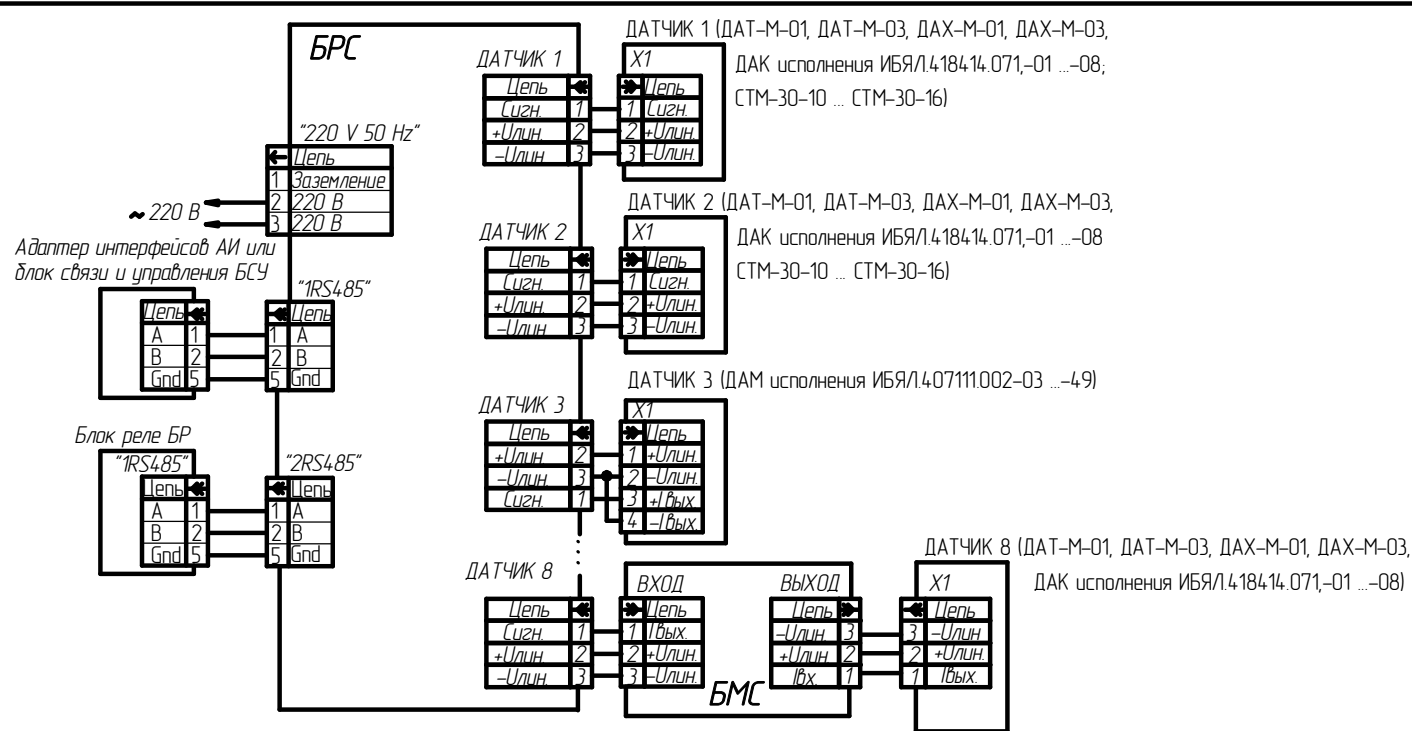 БРС
"220 V 50 Hz"
Цепь
1 Заземление
2 220 В
3 220 В
~ 220 В
Адаптер интерфейсов АИ или
блок связи и управления БСУ
Цепь
A 1
B 2
Gnd 5
"1RS485"
Цепь
1 A
2 B
5 Gnd
Блок реле БР
"1RS485"
Цепь
A 1
B 2
Gnd 5
"2RS485"
Цепь
1 A
2 B
5 Gnd
ДАТЧИК 1
Цепь
Сигн. 1
+Uлин. 2
-Uлин 3
ДАТЧИК 1 (ДАТ-М-01, ДАТ-М-03, ДАХ-М-01, ДАХ-М-03,
ДАК исполнения ИБЯЛ.418414.071,-01 ...-08;
СТМ-30-10 ... СТМ-30-16)
X1
Цепь
1 Сигн.
2 +Uлин.
3 -Uлин.
ДАТЧИК 2
Цепь
Сигн. 1
+Uлин. 2
-Uлин 3
ДАТЧИК 2 (ДАТ-М-01, ДАТ-М-03, ДАХ-М-01, ДАХ-М-03,
ДАК исполнения ИБЯЛ.418414.071,-01 ...-08
СТМ-30-10 ... СТМ-30-16)
X1
Цепь
1 Сигн.
2 +Uлин.
3 -Uлин.
ДАТЧИК 3
Цепь
+Uлин 2
-Uлин. 3
Сигн. 1
ДАТЧИК 3 (ДАМ исполнения ИБЯЛ.407111.002-03 ...-49)
X1
Цепь
1 +Uлин.
2 -Uлин.
3 +Iвых
4 -Iвых.
ДАТЧИК 8
Цепь
Сигн. 1
+Uлин 2
-Uлин. 3
ВХОД
Цепь
1 Iвых.
2 +Uлин.
3 -Uлин.
БМС
ВЫХОД
Цепь
-Uлин 3
+Uлин 2
Iвх. 1
ДАТЧИК 8 (ДАТ-М-01, ДАТ-М-03, ДАХ-М-01, ДАХ-М-03,
ДАК исполнения ИБЯЛ.418414.071,-01 ...-08)
X1
Цепь
3 -Uлин
2 +Uлин.
1 Iвых.